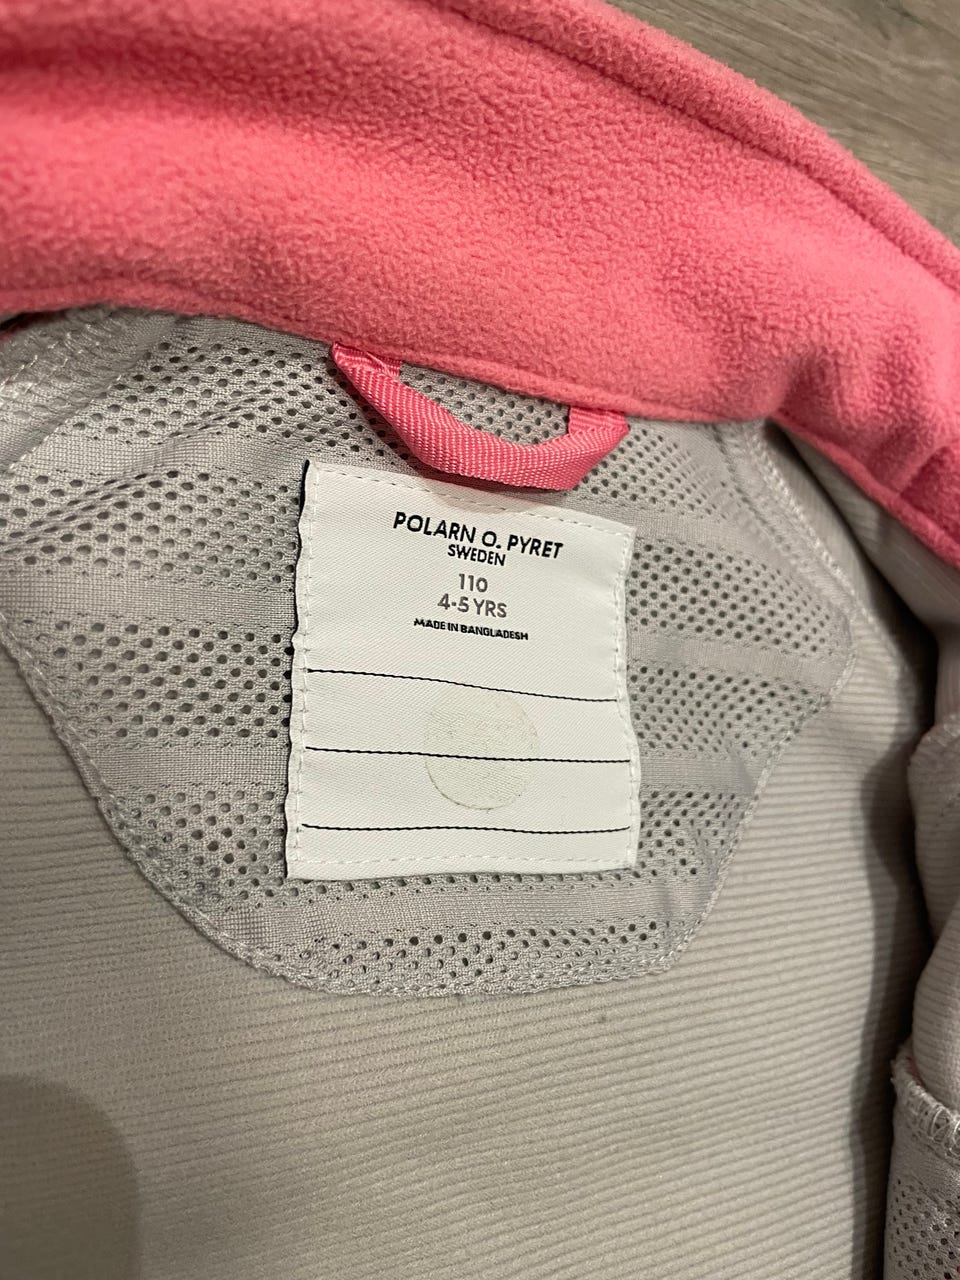 POLARN O. PYRET
SWEDEN
110
4-5 YRS
MADE IN BANGLADESH